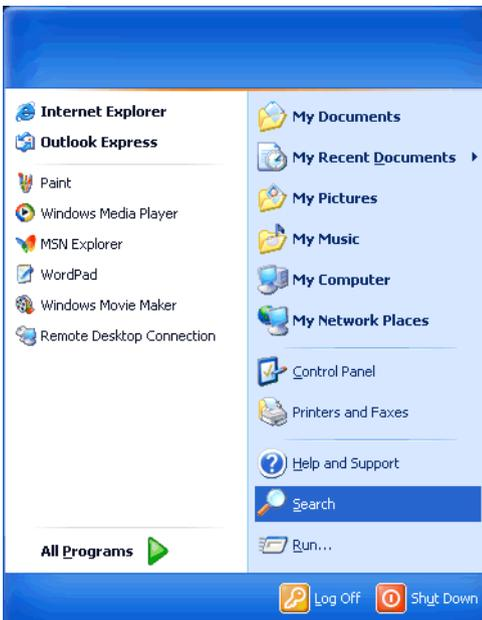 Internet Explorer
Outlook Express
Paint
Windows Media Player
MSN Explorer
WordPad
Windows Movie Maker
Remote Desktop Connection
All Programs
My Documents
My Recent Documents
My Pictures
My Music
My Computer
My Network Places
Control Panel
Printers and Faxes
Help and Support
Search
Run...
Log Off
Shut Down